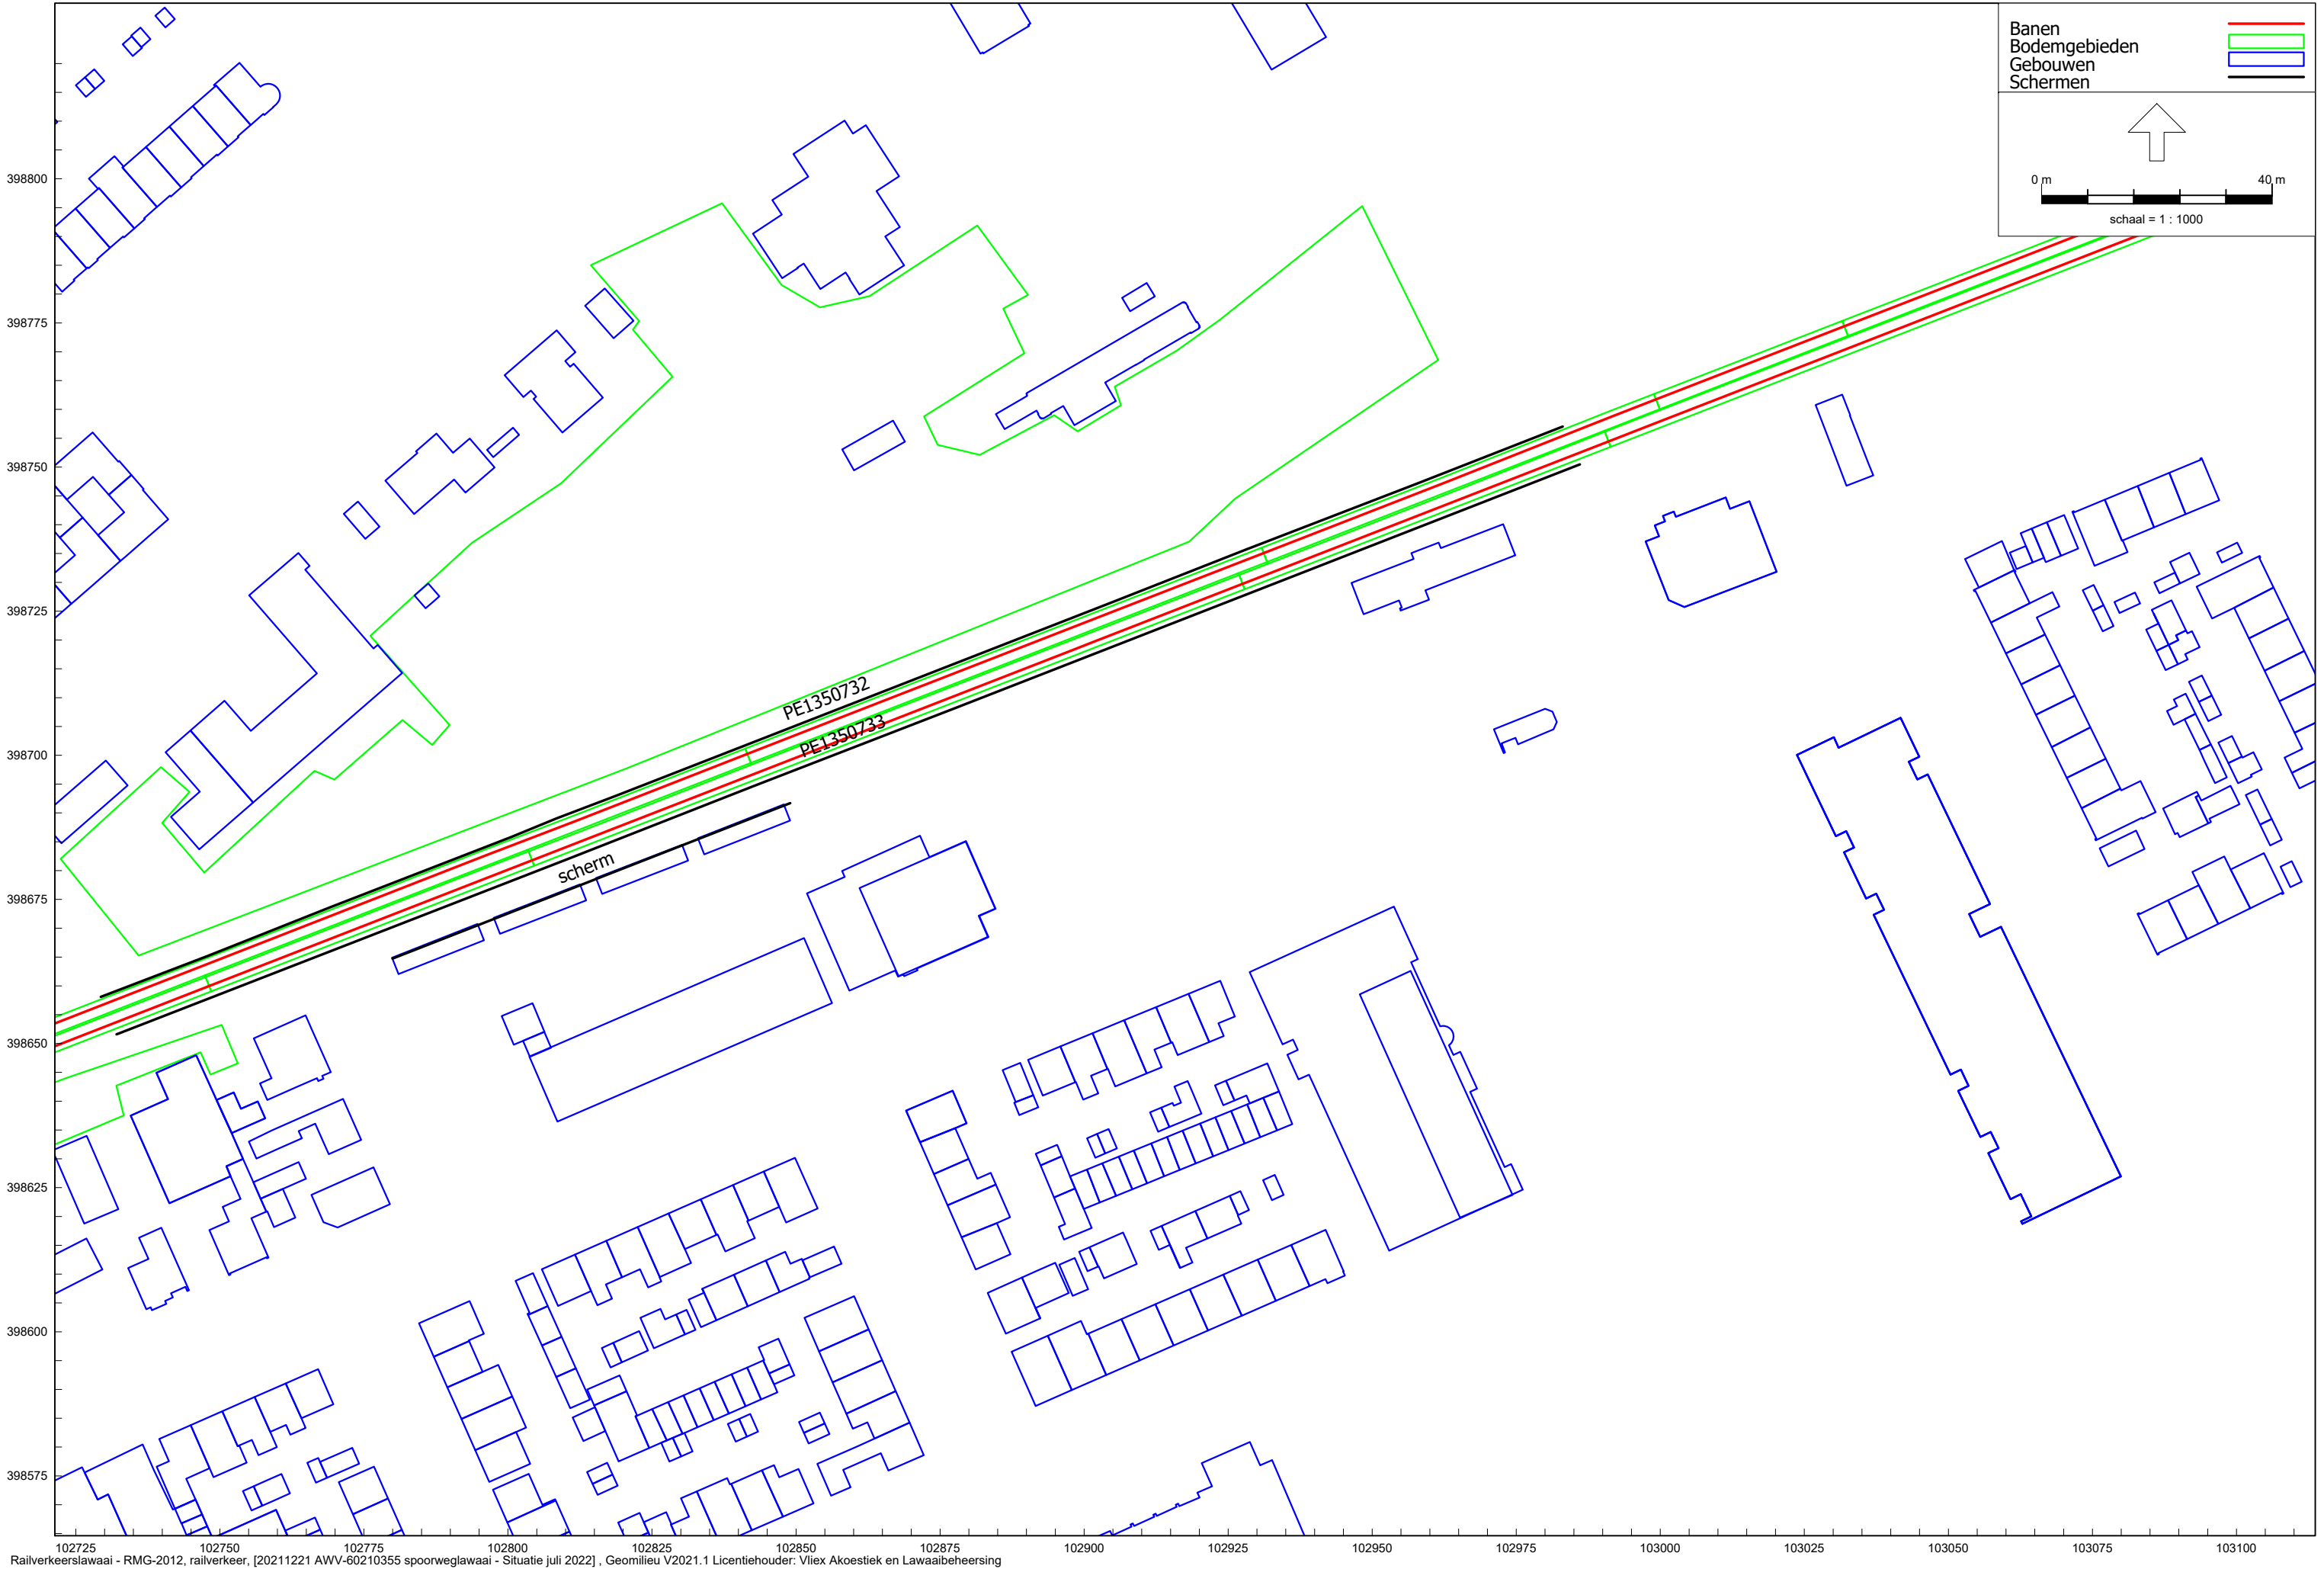 Banen
Bodemgebieden
Gebouwen
Schermen
0 m 40 m
schaal = 1 : 1000
398800
398775
398750
398725
398700
398675
398650
398625
398600
398575
PE1350732
PE1350733
scherm
102725 102750 102775 102800 102825 102850 102875 102900 102925 102950 102975 103000 103025 103050 103075 103100
Railverkeerslawaai - RMG-2012, railverkeer, [20211221 AWV-60210355 spoorweglawaai - Situatie juli 2022] , Geomilieu V2021.1 Licentiehouder: Vliex Akoestiek en Lawaaibeheersing